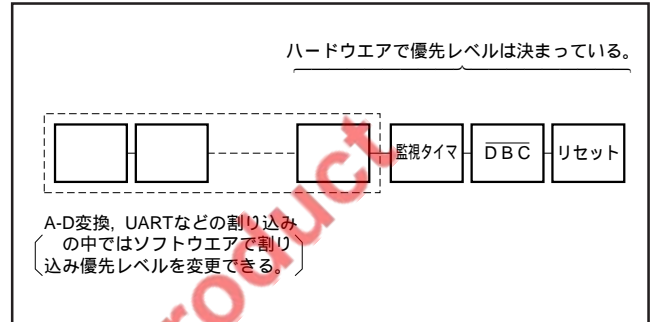 ハードウエアで優先レベルは決まっている。
監視タイマ DBC リセット
A-D変換, UARTなどの割り込み
の中ではソフトウエアで割り
込み優先レベルを変更できる。
roduct